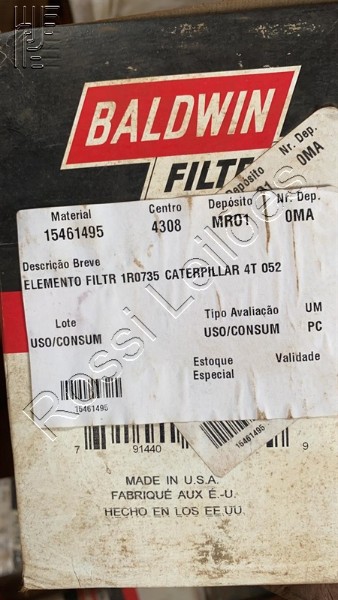 BALDWIN
FILTE
Depósito
Nr. Dep.
0MA
Material Centro Depósito Nr. Dep.
15461495 4308 MR01 0MA
Descrição Breve
ELEMENTO FILTR 1R0735 CATERPILLAR 4T 052
Lote Tipo Avaliação UM
USO/CONSUM USO/CONSUM PC
Estoque Validade
Especial
15461495
15461495
Rossi Leilões
7 91440 9
MADE IN U.S.A.
FABRIQUÉ AUX É.-U.
HECHO EN LOS EE.UU.